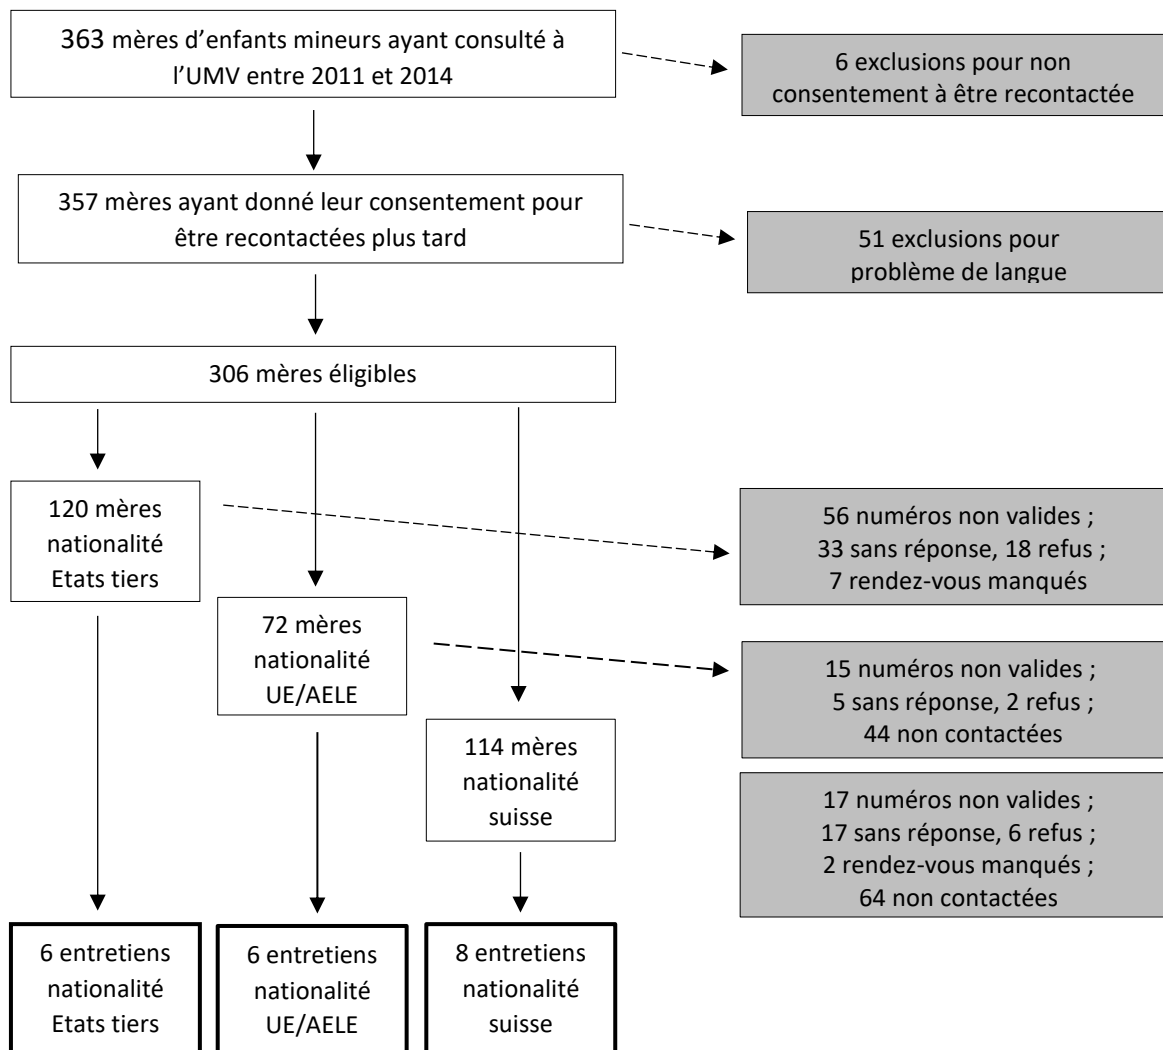 363 mères d’enfants mineurs ayant consulté à
l’UMV entre 2011 et 2014
6 exclusions pour non
consentement à être recontactée
357 mères ayant donné leur consentement pour
être recontactées plus tard
51 exclusions pour
problème de langue
306 mères éligibles
120 mères
nationalité
Etats tiers
56 numéros non valides ;
33 sans réponse, 18 refus ;
7 rendez-vous manqués
72 mères
nationalité
UE/AELE
15 numéros non valides ;
5 sans réponse, 2 refus ;
44 non contactées
114 mères
nationalité
suisse
17 numéros non valides ;
17 sans réponse, 6 refus ;
2 rendez-vous manqués ;
64 non contactées
6 entretiens
nationalité
Etats tiers
6 entretiens
nationalité
UE/AELE
8 entretiens
nationalité
suisse